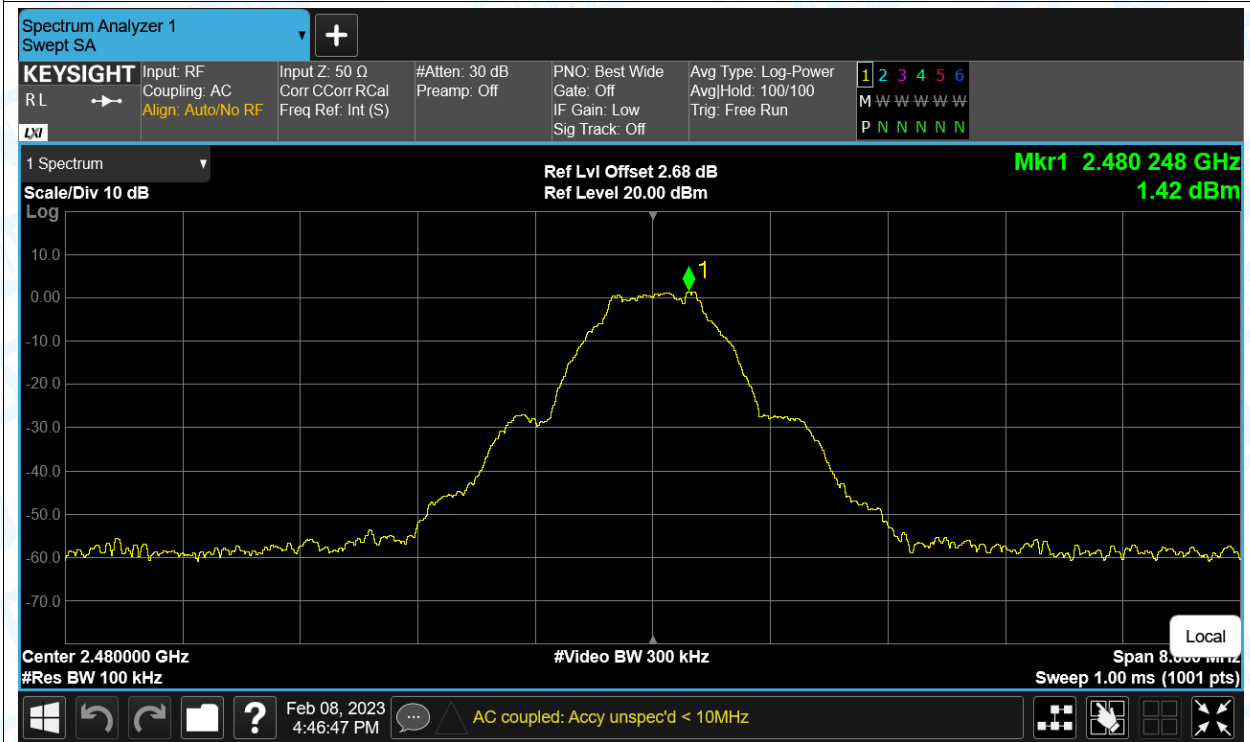 Spectrum Analyzer 1
Swept SA
KEYSIGHT
R L
LXI
Input: RF
Coupling: AC
Align: Auto/No RF
Input Z: 50 Ω
Corr CCorr RCal
Freq Ref: Int (S)
#Atten: 30 dB
Preamp: Off
PNO: Best Wide
Gate: Off
IF Gain: Low
Sig Track: Off
Avg Type: Log-Power
Avg|Hold: 100/100
Trig: Free Run
1 2 3 4 5 6
M W W W W W
P N N N N N
1 Spectrum
Scale/Div 10 dB
Log
Ref Lvl Offset 2.68 dB
Ref Level 20.00 dBm
Mkr1 2.480 248 GHz
1.42 dBm
1
10.0
0.00
-10.0
-20.0
-30.0
-40.0
-50.0
-60.0
-70.0
Local
Center 2.480000 GHz
#Video BW 300 kHz
Span 8.000 MHz
#Res BW 100 kHz
Sweep 1.00 ms (1001 pts)
?
Feb 08, 2023
4:46:47 PM
AC coupled: Accy unspec'd < 10MHz